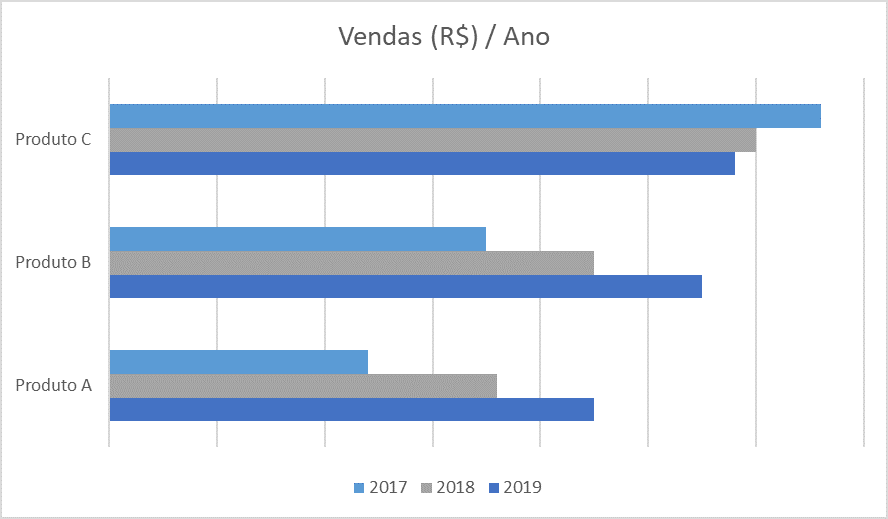 Vendas (R$) / Ano
Produto C
Produto B
Produto A
2017 2018 2019